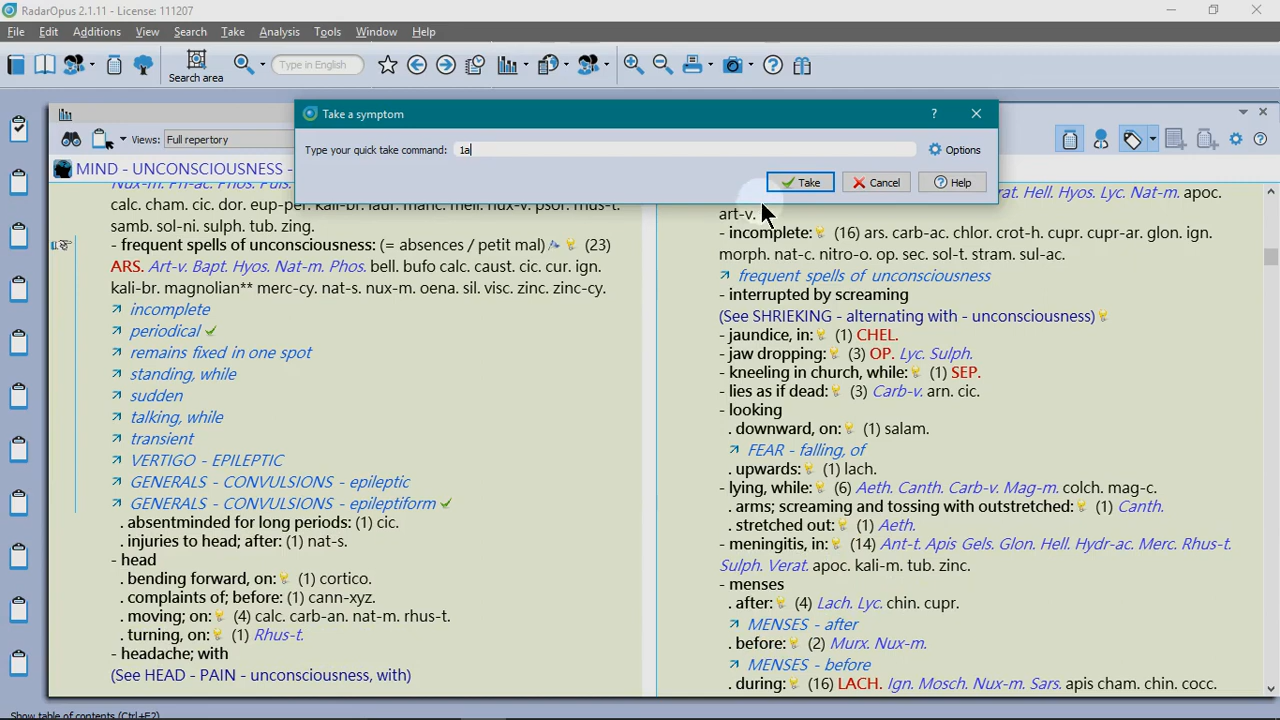 RadarOpus 2.1.11 - License: 111207
File Edit Additions View Search Take Analysis Tools Window Help
Search area
Type in English
Take a symptom
Type your quick take command: 1a
Options
Take Cancel Help
Views: Full repertory
MIND - UNCONSCIOUSNESS -
calc. cham. cic. dor. eup-per. kali-br. laur. manc. meli. nux-v. psor. rhus-t.
samb. sol-ni. sulph. tub. zing.
- frequent spells of unconsciousness: (= absences / petit mal) (23)
ARS. Art-v. Bapt. Hyos. Nat-m. Phos. bell. bufo calc. caust. cic. cur. ign.
kali-br. magnolian** merc-cy. nat-s. nux-m. oena. sil. visc. zinc. zinc-cy.
incomplete
periodical
remains fixed in one spot
standing, while
sudden
talking, while
transient
VERTIGO - EPILEPTIC
GENERALS - CONVULSIONS - epileptic
GENERALS - CONVULSIONS - epileptiform
. absentminded for long periods: (1) cic.
. injuries to head; after: (1) nat-s.
- head
. bending forward, on: (1) cortico.
. complaints of; before: (1) cann-xyz.
. moving; on: (4) calc. carb-an. nat-m. rhus-t.
. turning, on: (1) Rhus-t.
- headache; with
(See HEAD - PAIN - unconsciousness, with)
rat. Hell. Hyos. Lyc. Nat-m. apoc.
art-v.
- incomplete: (16) ars. carb-ac. chlor. crot-h. cupr. cupr-ar. glon. ign.
morph. nat-c. nitro-o. op. sec. sol-t. stram. sul-ac.
frequent spells of unconsciousness
- interrupted by screaming
(See SHRIEKING - alternating with - unconsciousness)
- jaundice, in: (1) CHEL.
- jaw dropping: (3) OP. Lyc. Sulph.
- kneeling in church, while: (1) SEP.
- lies as if dead: (3) Carb-v. arn. cic.
- looking
. downward, on: (1) salam.
FEAR - falling, of
. upwards: (1) lach.
- lying, while: (6) Aeth. Canth. Carb-v. Mag-m. colch. mag-c.
. arms; screaming and tossing with outstretched: (1) Canth.
. stretched out: (1) Aeth.
- meningitis, in: (14) Ant-t. Apis Gels. Glon. Hell. Hydr-ac. Merc. Rhus-t.
Sulph. Verat. apoc. kali-m. tub. zinc.
- menses
. after: (4) Lach. Lyc. chin. cupr.
MENSES - after
. before: (2) Murx. Nux-m.
MENSES - before
. during: (16) LACH. Ign. Mosch. Nux-m. Sars. apis cham. chin. cocc.
Show table of contents (Ctrl+F2)